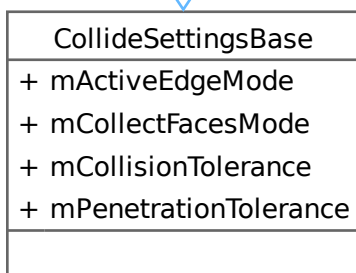 CollideSettingsBase
+ mActiveEdgeMode
+ mCollectFacesMode
+ mCollisionTolerance
+ mPenetrationTolerance